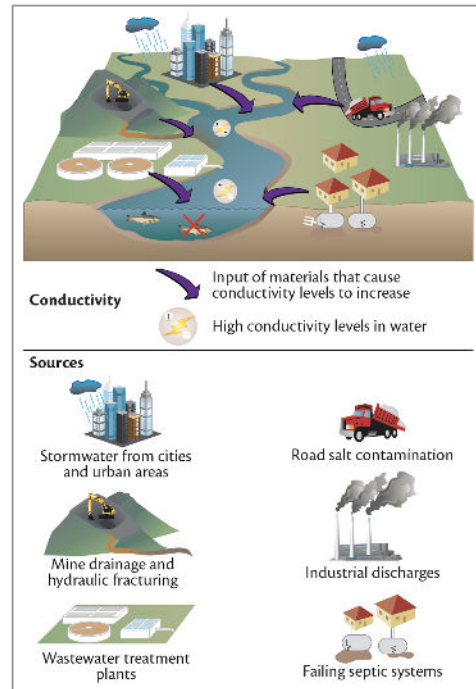 Input of materials that cause
conductivity levels to increase
Conductivity
High conductivity levels in water
Sources
Stormwater from cities
and urban areas
Road salt contamination
Mine drainage and
hydraulic fracturing
Industrial discharges
Wastewater treatment
plants
Failing septic systems